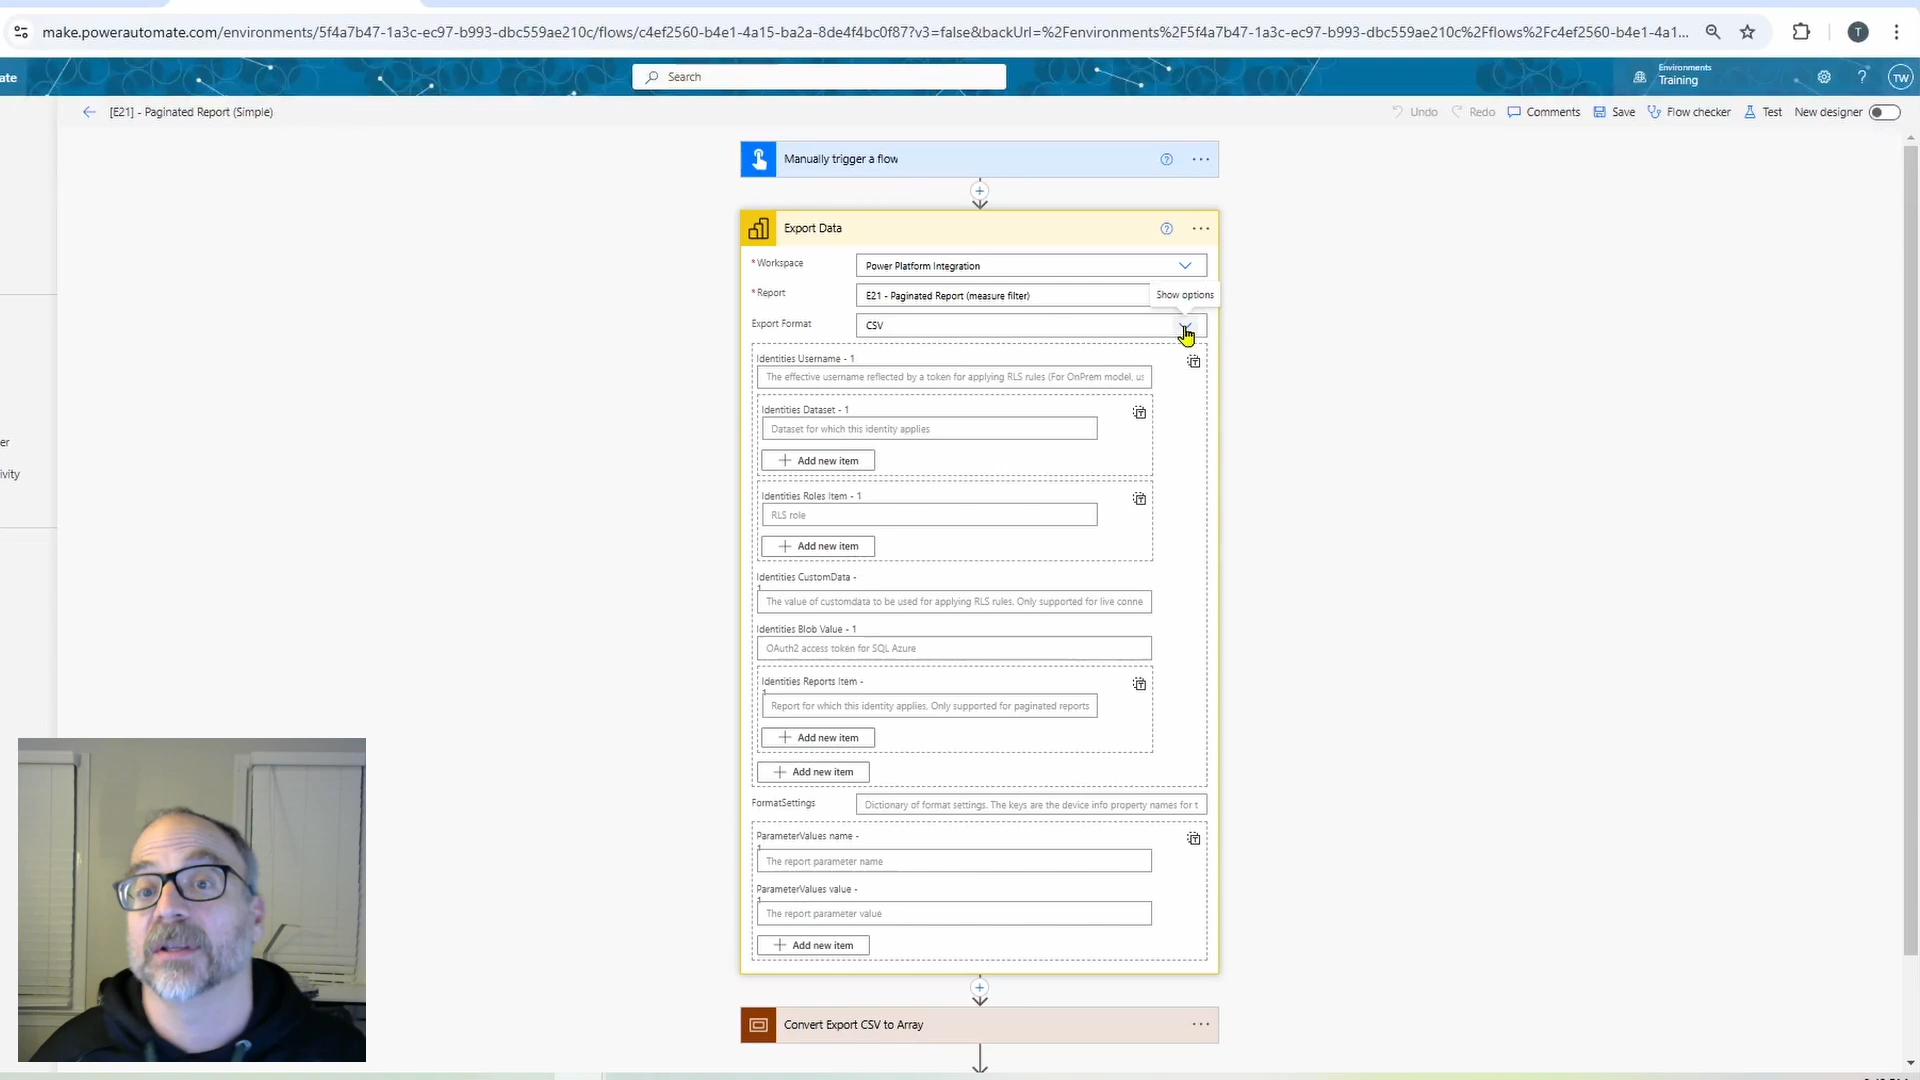 make.powerautomate.com/environments/5f4a7b47-1a3c-ec97-b993-dbc559ae210c/flows/c4ef2560-b4e1-4a15-ba2a-8de4f4bc0f87?v3=false&backUrl=%2Fenvironments%2F5f4a7b47-1a3c-ec97-b993-dbc559ae210c%2Fflows%2Fc4ef2560-b4e1-4a1...
T
ate
Search
Environments
Training
?
TW
[E21] - Paginated Report (Simple)
Undo
Redo
Comments
Save
Flow checker
Test
New designer
Manually trigger a flow
Export Data
* Workspace
Power Platform Integration
* Report
E21 - Paginated Report (measure filter)
Show options
Export Format
CSV
Identities Username - 1
The effective username reflected by a token for applying RLS rules (For OnPrem model, us
Identities Dataset - 1
Dataset for which this identity applies
Add new item
er
Identities Roles Item - 1
ivity
RLS role
Add new item
Identities CustomData -
1
The value of customdata to be used for applying RLS rules. Only supported for live conne
Identities Blob Value - 1
OAuth2 access token for SQL Azure
Identities Reports Item -
1
Report for which this identity applies. Only supported for paginated reports
Add new item
Add new item
FormatSettings
Dictionary of format settings. The keys are the device info property names for t
ParameterValues name -
1
The report parameter name
ParameterValues value -
1
The report parameter value
Add new item
Convert Export CSV to Array